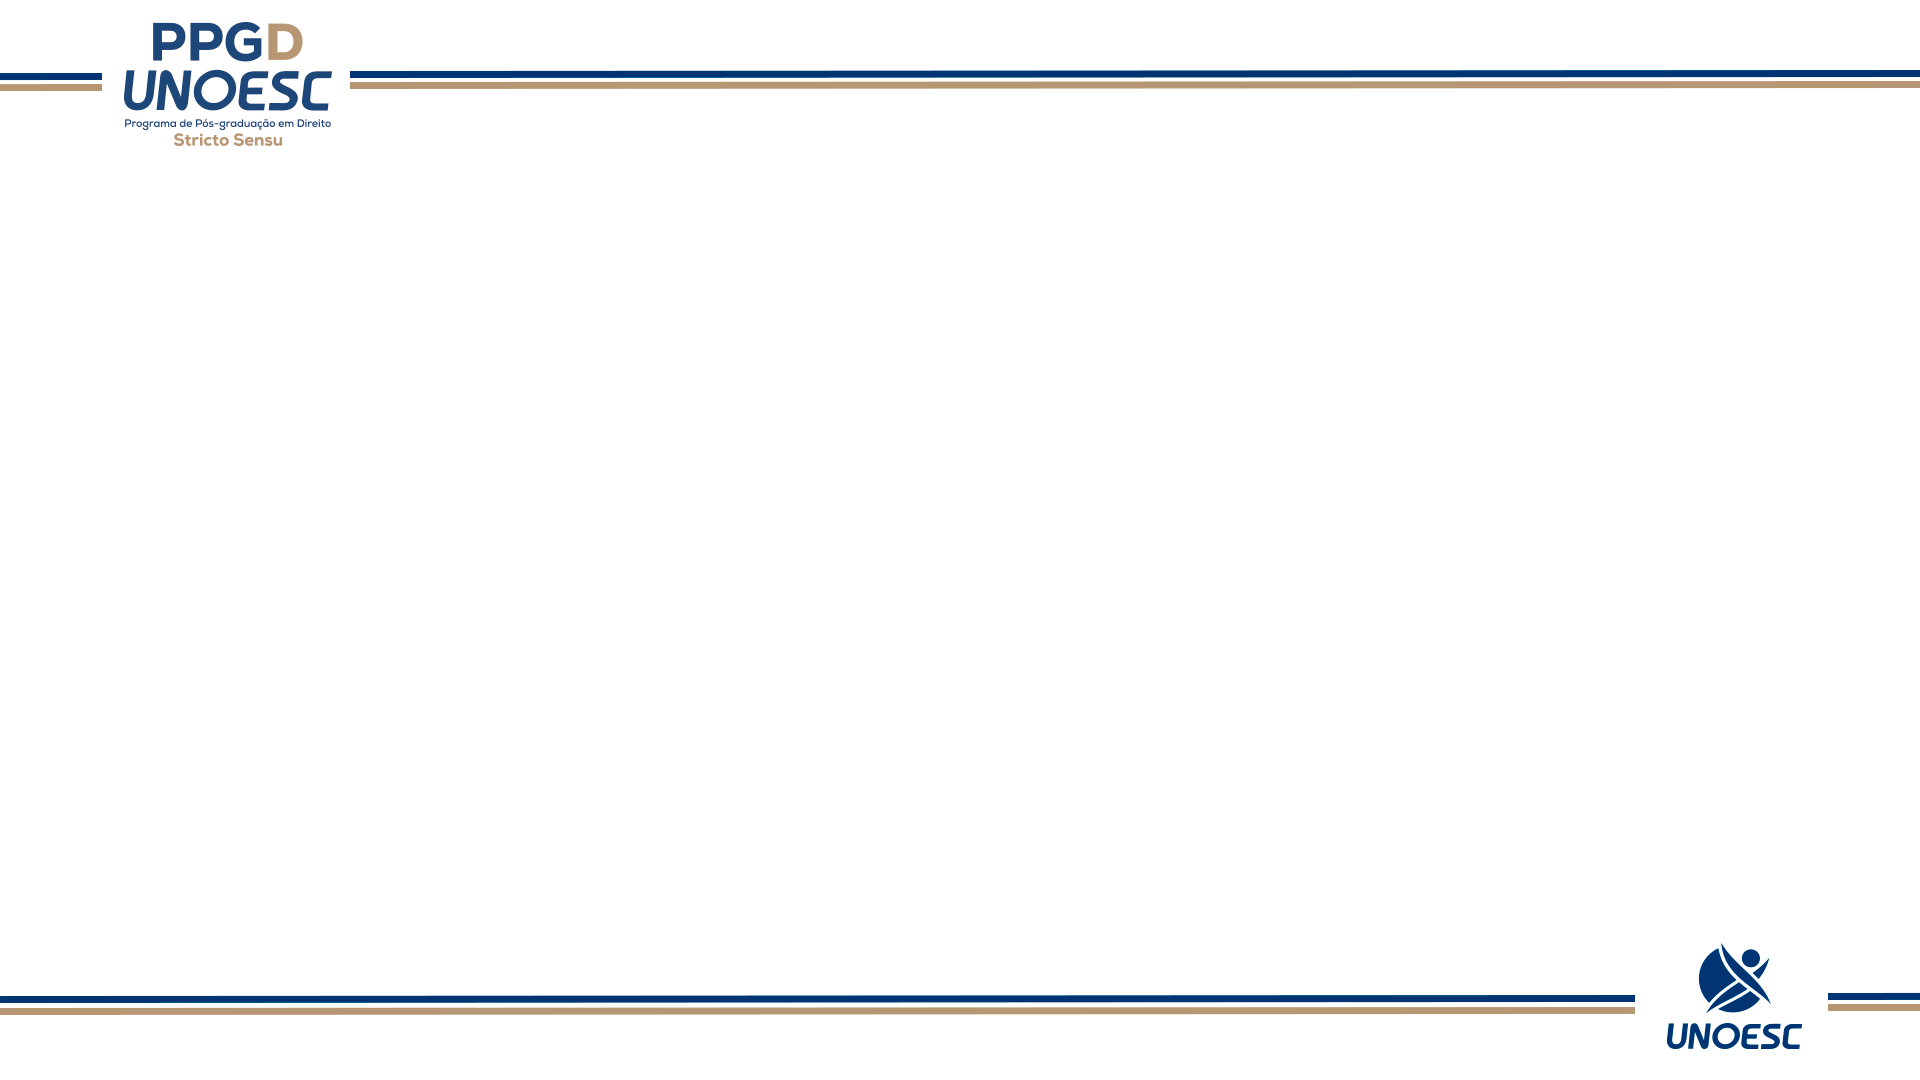 PPGD
UNOESC
Programa de Pós-graduação em Direito
Stricto Sensu
UNOESC